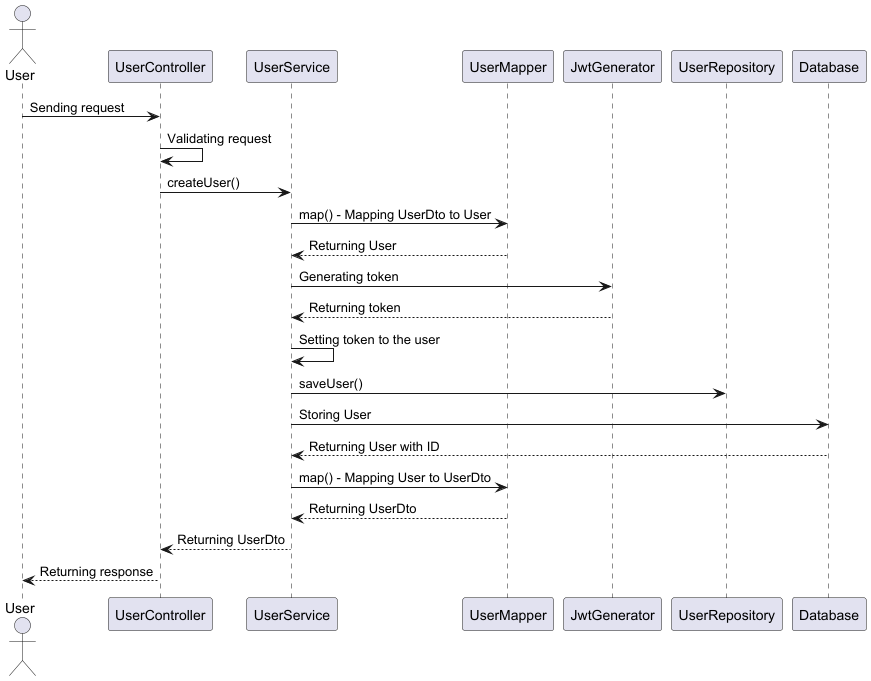 User
UserController
UserService
UserMapper
JwtGenerator
UserRepository
Database
Sending request
Validating request
createUser()
map() - Mapping UserDto to User
Returning User
Generating token
Returning token
Setting token to the user
saveUser()
Storing User
Returning User with ID
map() - Mapping User to UserDto
Returning UserDto
Returning UserDto
Returning response
User
UserController
UserService
UserMapper
JwtGenerator
UserRepository
Database